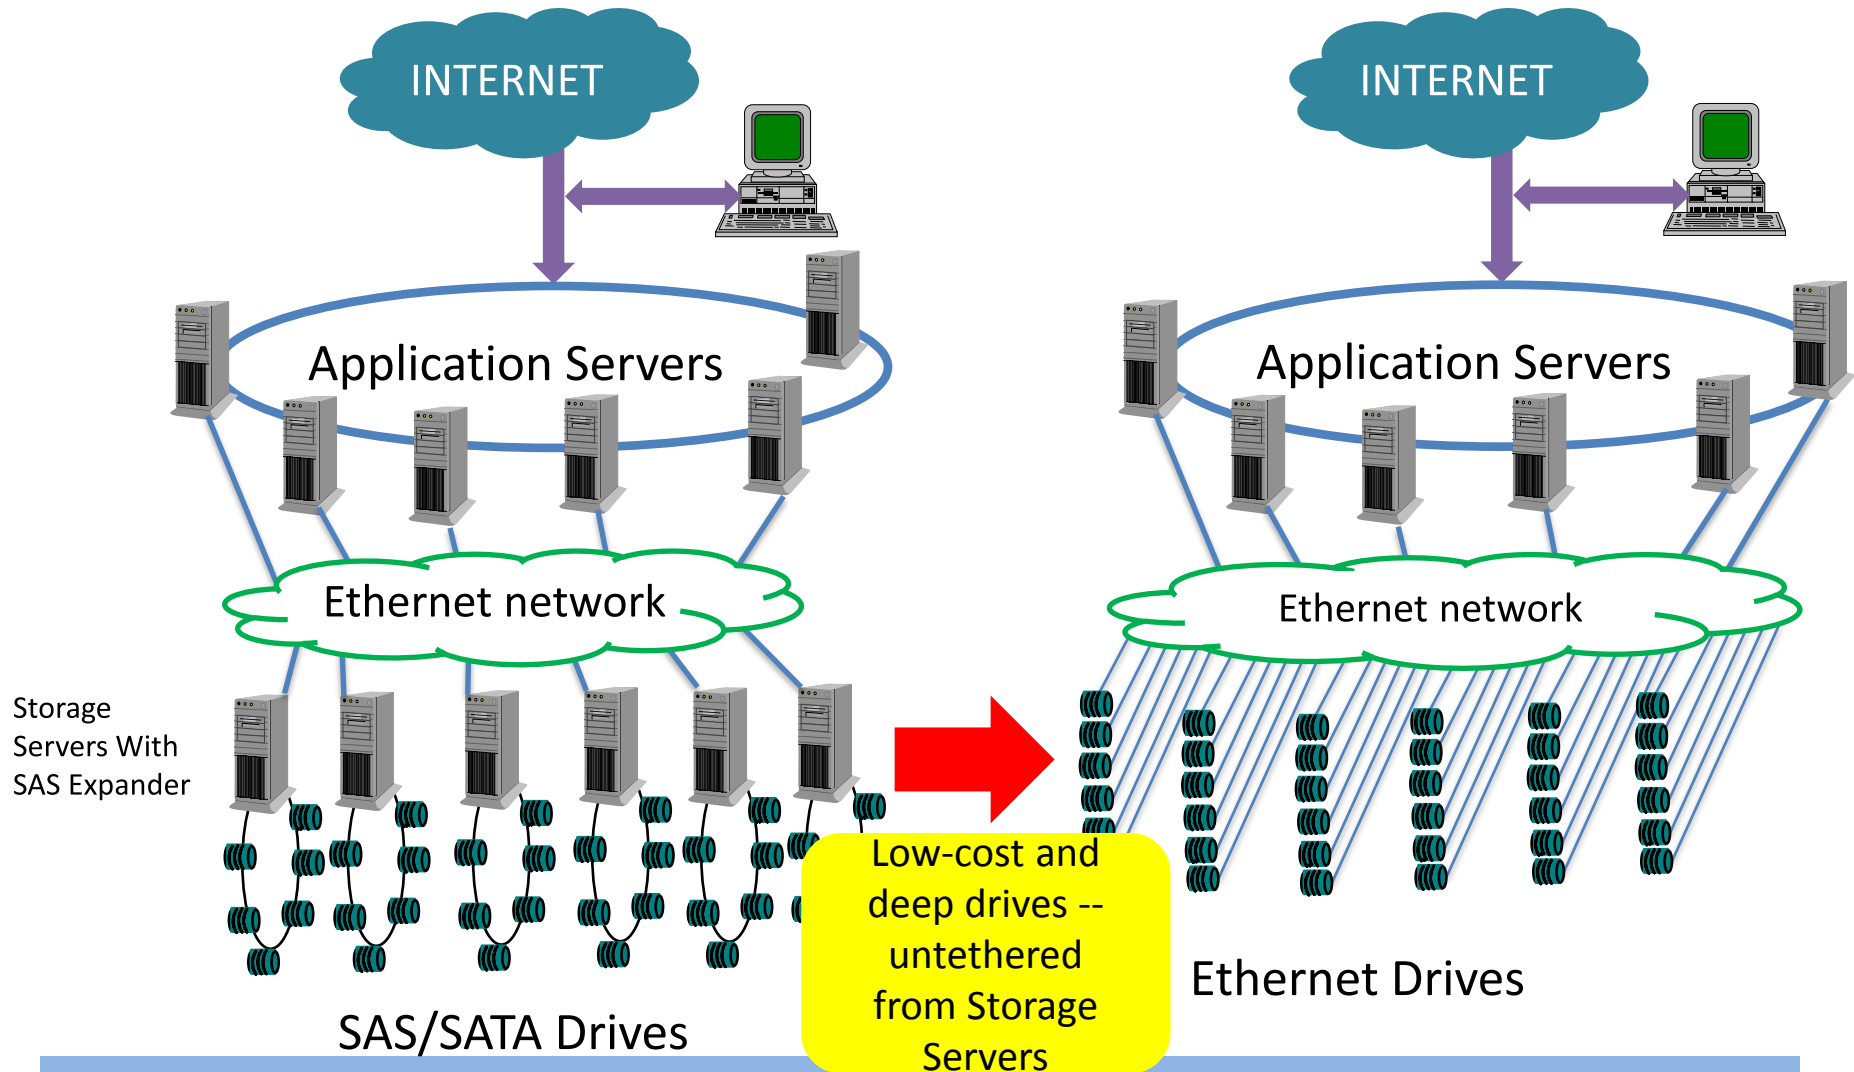 INTERNET
Application Servers
Ethernet network
Storage
Servers With
SAS Expander
SAS/SATA Drives
Low-cost and
deep drives --
untethered
from Storage
Servers
INTERNET
Application Servers
Ethernet network
Ethernet Drives